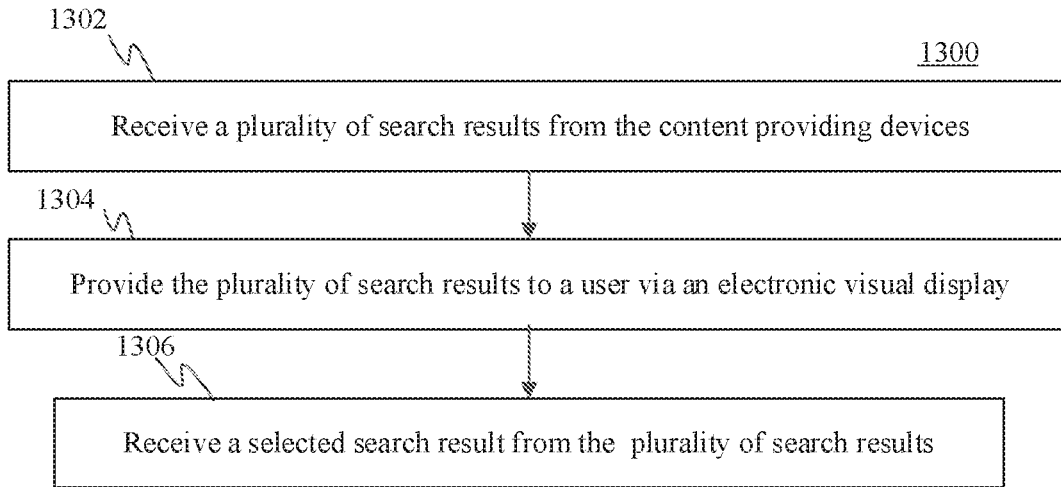 1302
1300
Receive a plurality of search results from the content providing devices
1304
Provide the plurality of search results to a user via an electronic visual display
1306
Receive a selected search result from the plurality of search results